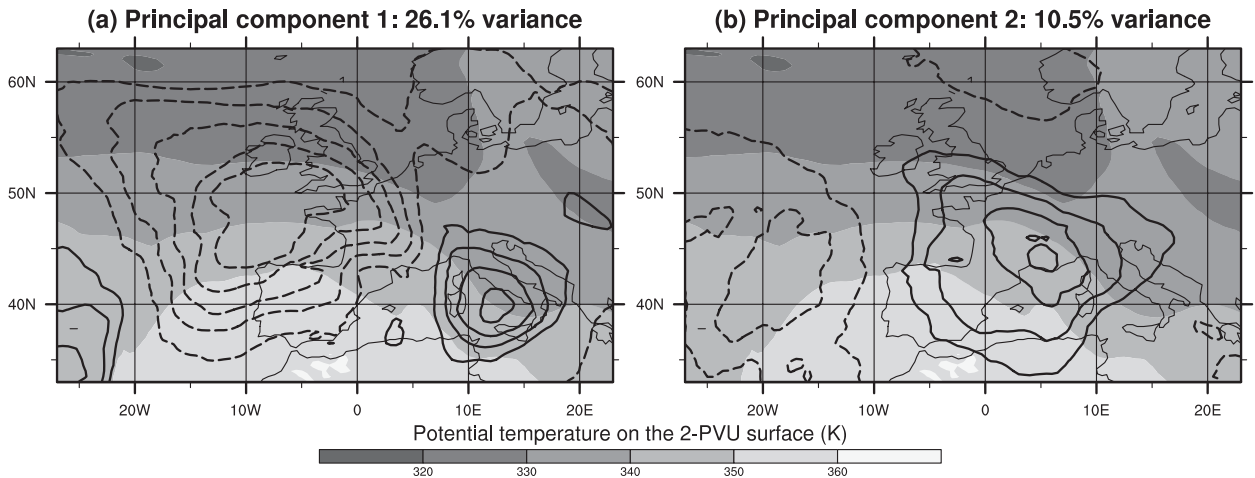 (a) Principal component 1: 26.1% variance
(b) Principal component 2: 10.5% variance
60N
60N
50N
50N
40N
40N
20W 10W 0 10E 20E
20W 10W 0 10E 20E
Potential temperature on the 2-PVU surface (K)
320 330 340 350 360